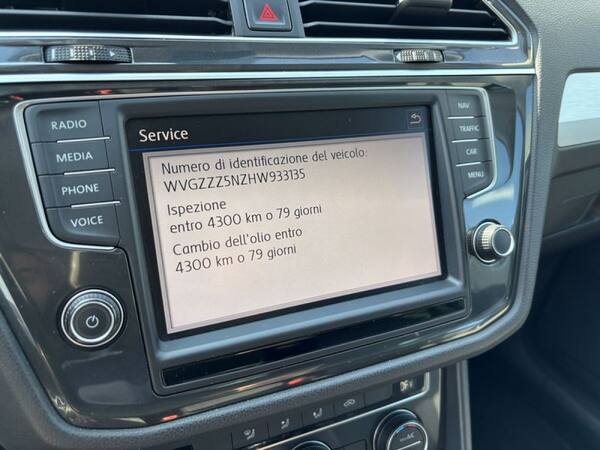 RADIO
MEDIA
PHONE
VOICE
Service
Numero di identificazione del veicolo:
WVGZZZ5NZHW933135
Ispezione
entro 4300 km o 79 giorni
Cambio dell'olio entro
4300 km o 79 giorni
NAV
TRAFFIC
CAR
MENU
A/C